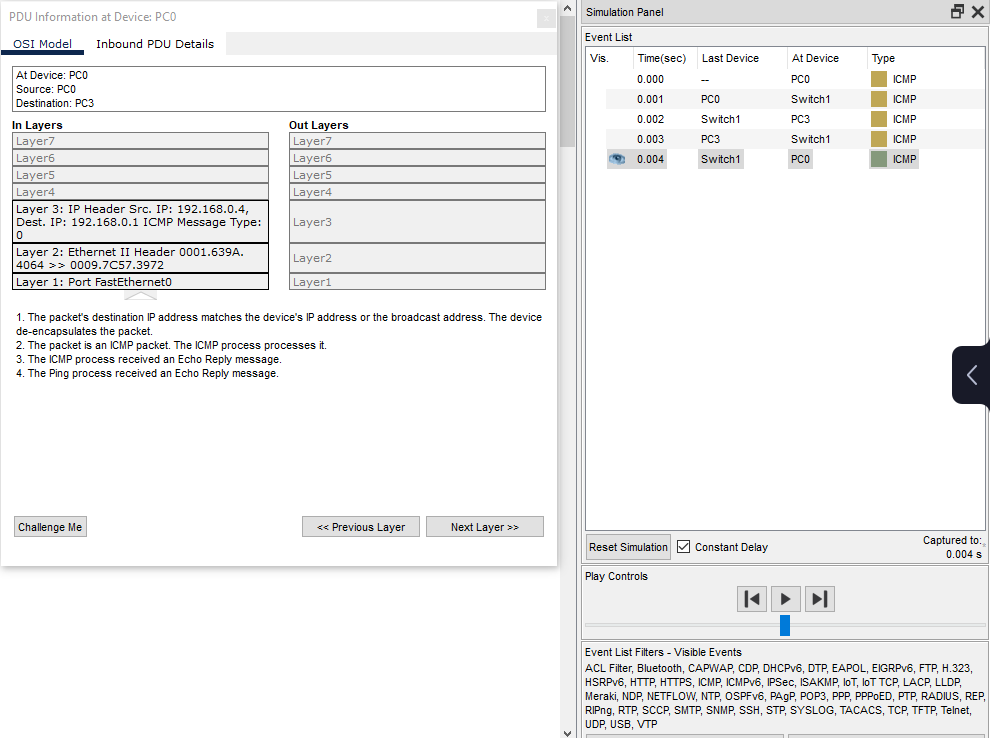 PDU Information at Device: PC0
OSI Model Inbound PDU Details
At Device: PC0
Source: PC0
Destination: PC3
In Layers Out Layers
Layer7 Layer7
Layer6 Layer6
Layer5 Layer5
Layer4 Layer4
Layer 3: IP Header Src. IP: 192.168.0.4,
Dest. IP: 192.168.0.1 ICMP Message Type:
0
Layer3
Layer 2: Ethernet II Header 0001.639A.
4064 >> 0009.7C57.3972
Layer2
Layer 1: Port FastEthernet0 Layer1
1. The packet's destination IP address matches the device's IP address or the broadcast address. The device
de-encapsulates the packet.
2. The packet is an ICMP packet. The ICMP process processes it.
3. The ICMP process received an Echo Reply message.
4. The Ping process received an Echo Reply message.
Challenge Me << Previous Layer Next Layer >>
Simulation Panel
Event List
Vis. Time(sec) Last Device At Device Type
0.000 -- PC0 ICMP
0.001 PC0 Switch1 ICMP
0.002 Switch1 PC3 ICMP
0.003 PC3 Switch1 ICMP
0.004 Switch1 PC0 ICMP
Reset Simulation Constant Delay
Captured to:
0.004 s
Play Controls
Event List Filters - Visible Events
ACL Filter, Bluetooth, CAPWAP, CDP, DHCPv6, DTP, EAPOL, EIGRPv6, FTP, H.323,
HSRPv6, HTTP, HTTPS, ICMP, ICMPv6, IPSec, ISAKMP, IoT, IoT TCP, LACP, LLDP,
Meraki, NDP, NETFLOW, NTP, OSPFv6, PAgP, POP3, PPP, PPPoED, PTP, RADIUS, REP,
RIPng, RTP, SCCP, SMTP, SNMP, SSH, STP, SYSLOG, TACACS, TCP, TFTP, Telnet,
UDP, USB, VTP